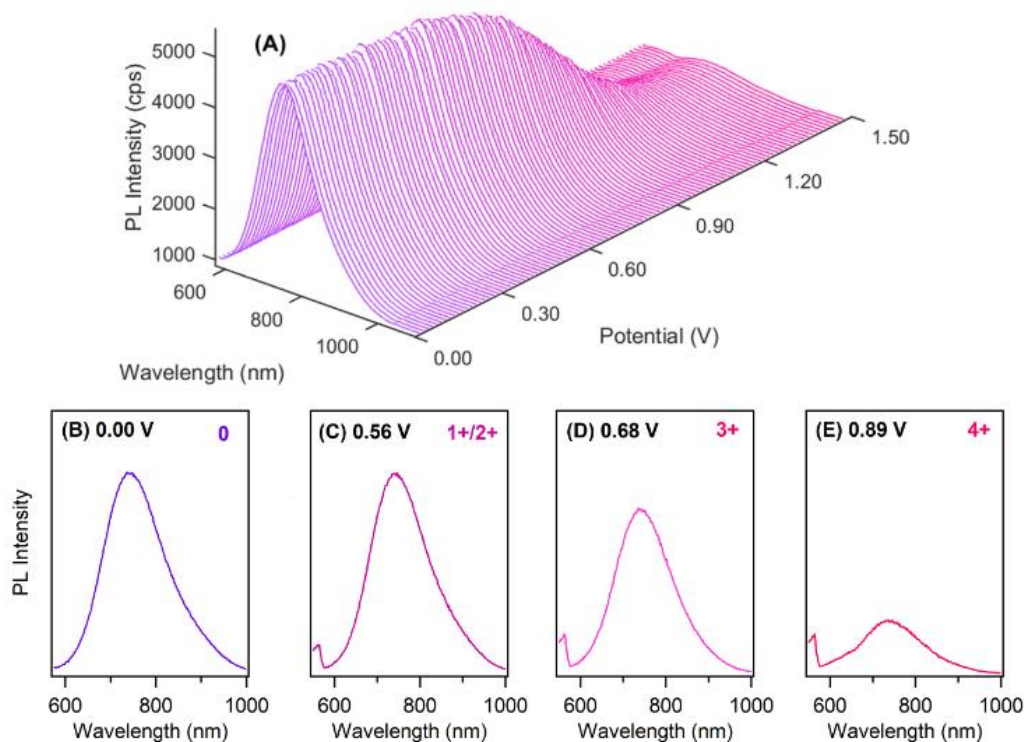 (A)
PL Intensity (cps)
5000
4000
3000
2000
1000
600
800
1000
Wavelength (nm)
0.00
0.30
0.60
0.90
1.20
1.50
Potential (V)
PL Intensity
(B) 0.00 V 0
600 800 1000
Wavelength (nm)
(C) 0.56 V 1+/2+
600 800 1000
Wavelength (nm)
(D) 0.68 V 3+
600 800 1000
Wavelength (nm)
(E) 0.89 V 4+
600 800 1000
Wavelength (nm)